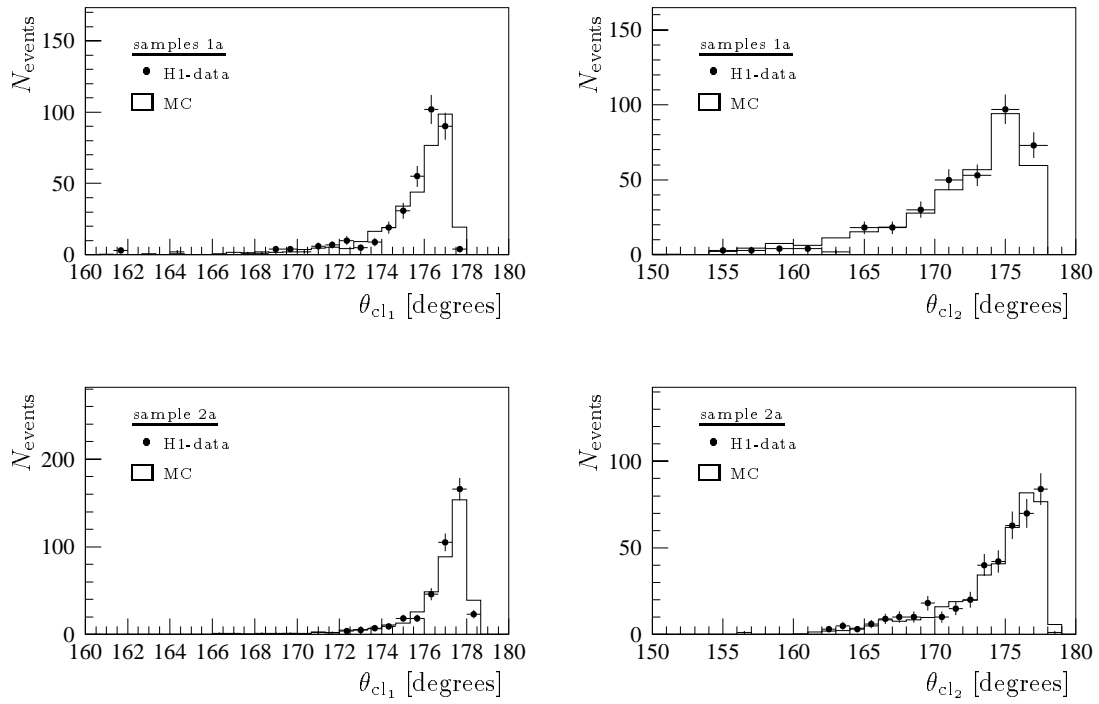 N_events
150
100
50
0
samples 1a
H1-data
MC
160 162 164 166 168 170 172 174 176 178 180
θ_cl₁ [degrees]
N_events
150
100
50
0
samples 1a
H1-data
MC
150 155 160 165 170 175 180
θ_cl₂ [degrees]
N_events
200
100
0
sample 2a
H1-data
MC
160 162 164 166 168 170 172 174 176 178 180
θ_cl₁ [degrees]
N_events
100
50
0
sample 2a
H1-data
MC
150 155 160 165 170 175 180
θ_cl₂ [degrees]